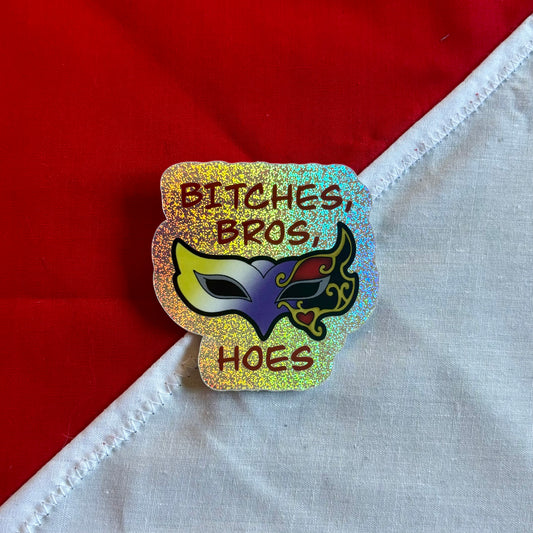 BITCHES,
BROS,
HOES